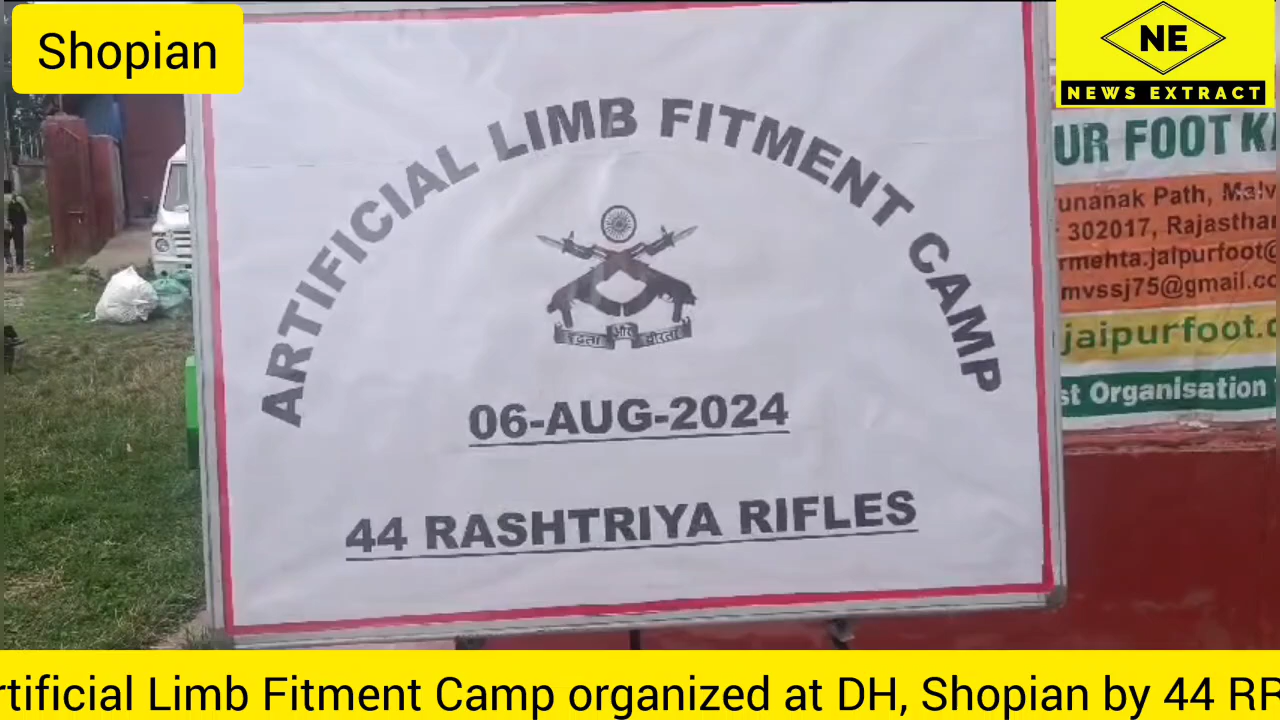 Shopian
NE
NEWS EXTRACT
ARTIFICIAL LIMB FITMENT CAMP
दृढ़ता और वीरता
06-AUG-2024
44 RASHTRIYA RIFLES
UR FOOT K
unanak Path, Malv
302017, Rajasthan
rmehta.jaipurfoot@
mvssj75@gmail.co
jaipurfoot.o
st Organisation
rtificial Limb Fitment Camp organized at DH, Shopian by 44 RR